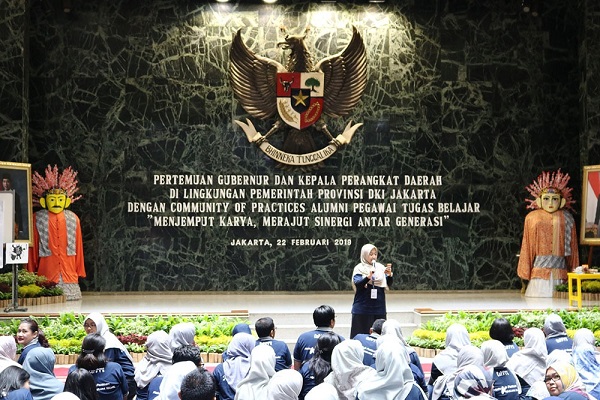 BHINNEKA TUNGGAL IKA
PERTEMUAN GUBERNUR DAN KEPALA PERANGKAT DAERAH
DI LINGKUNGAN PEMERINTAH PROVINSI DKI JAKARTA
DENGAN COMMUNITY OF PRACTICES ALUMNI PEGAWAI TUGAS BELAJAR
"MENJEMPUT KARYA, MERAJUT SINERGI ANTAR GENERASI"
JAKARTA, 22 FEBRUARI 2019